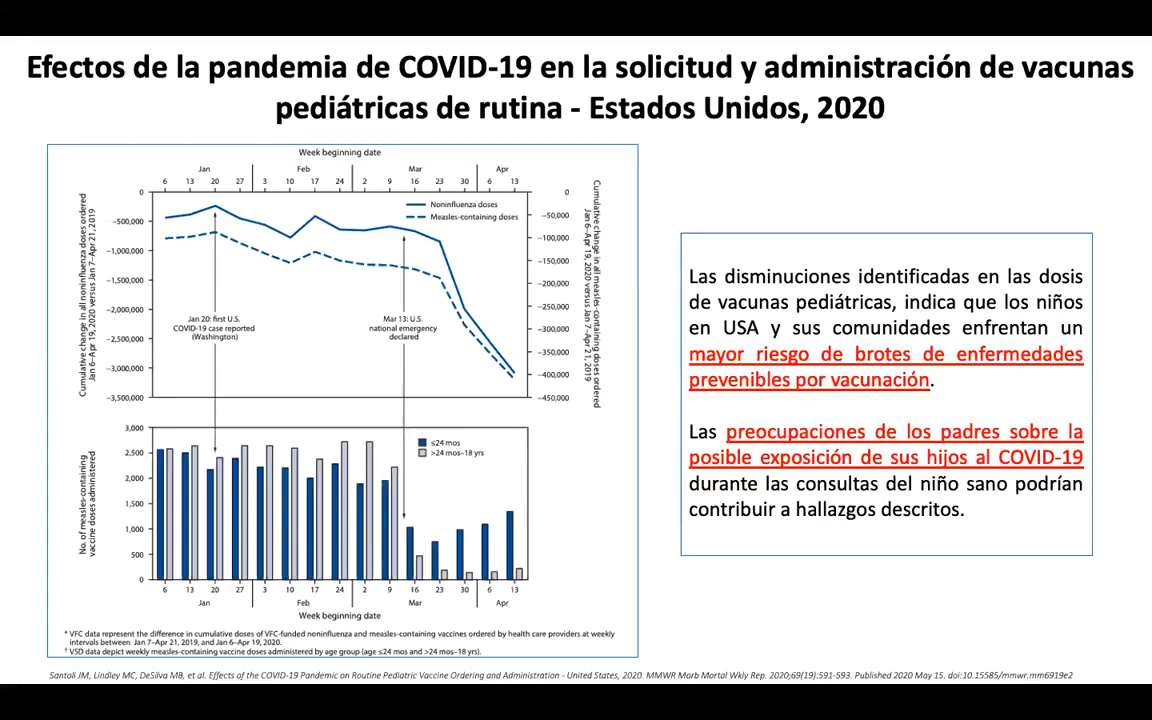 Efectos de la pandemia de COVID-19 en la solicitud y administración de vacunas
pediátricas de rutina - Estados Unidos, 2020
Week beginning date
Jan Feb Mar Apr
6 13 20 27 3 10 17 24 2 9 16 23 30 6 13
Cumulative change in all noninfluenza doses ordered
Jan 6–Apr 19, 2020 versus Jan 7–Apr 21, 2019
0
−500,000
−1,000,000
−1,500,000
−2,000,000
−2,500,000
−3,000,000
−3,500,000
Noninfluenza doses
Measles-containing doses
Jan 20: first U.S.
COVID-19 case reported
(Washington)
Mar 13: U.S.
national emergency
declared
0
−50,000
−100,000
−150,000
−200,000
−250,000
−300,000
−350,000
−400,000
−450,000
Cumulative change in all measles-containing doses ordered
Jan 6–Apr 19, 2020 versus Jan 7–Apr 21, 2019
No. of measles-containing
vaccine doses administered
3,000
2,500
2,000
1,500
1,000
500
0
≤24 mos
>24 mos–18 yrs
6 13 20 27 3 10 17 24 2 9 16 23 30 6 13
Jan Feb Mar Apr
Week beginning date
* VFC data represent the difference in cumulative doses of VFC-funded noninfluenza and measles-containing vaccines ordered by health care providers at weekly
intervals between Jan 7–Apr 21, 2019, and Jan 6–Apr 19, 2020.
† VSD data depict weekly measles-containing vaccine doses administered by age group (age ≤24 mos and >24 mos–18 yrs).
Las disminuciones identificadas en las dosis
de vacunas pediátricas, indica que los niños
en USA y sus comunidades enfrentan un
mayor riesgo de brotes de enfermedades
prevenibles por vacunación.
Las preocupaciones de los padres sobre la
posible exposición de sus hijos al COVID-19
durante las consultas del niño sano podrían
contribuir a hallazgos descritos.
Santoli JM, Lindley MC, DeSilva MB, et al. Effects of the COVID-19 Pandemic on Routine Pediatric Vaccine Ordering and Administration - United States, 2020. MMWR Morb Mortal Wkly Rep. 2020;69(19):591-593. Published 2020 May 15. doi:10.15585/mmwr.mm6919e2